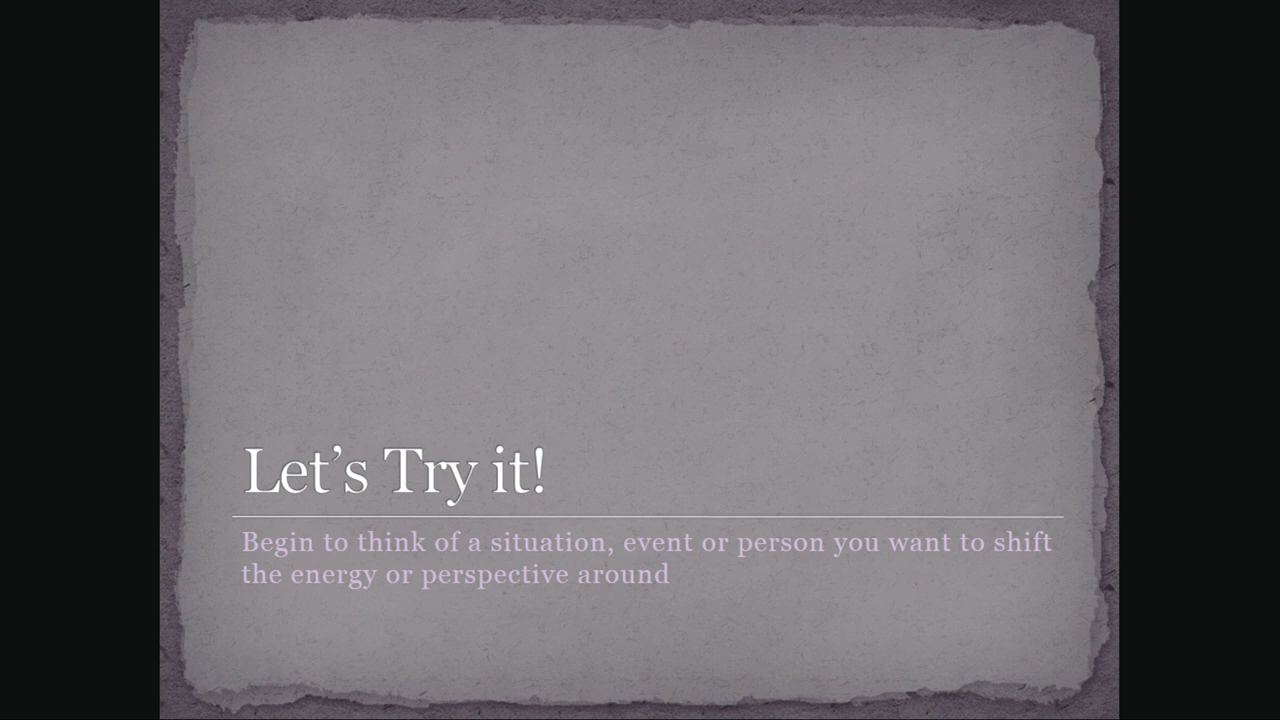 Let’s Try it!
Begin to think of a situation, event or person you want to shift
the energy or perspective around